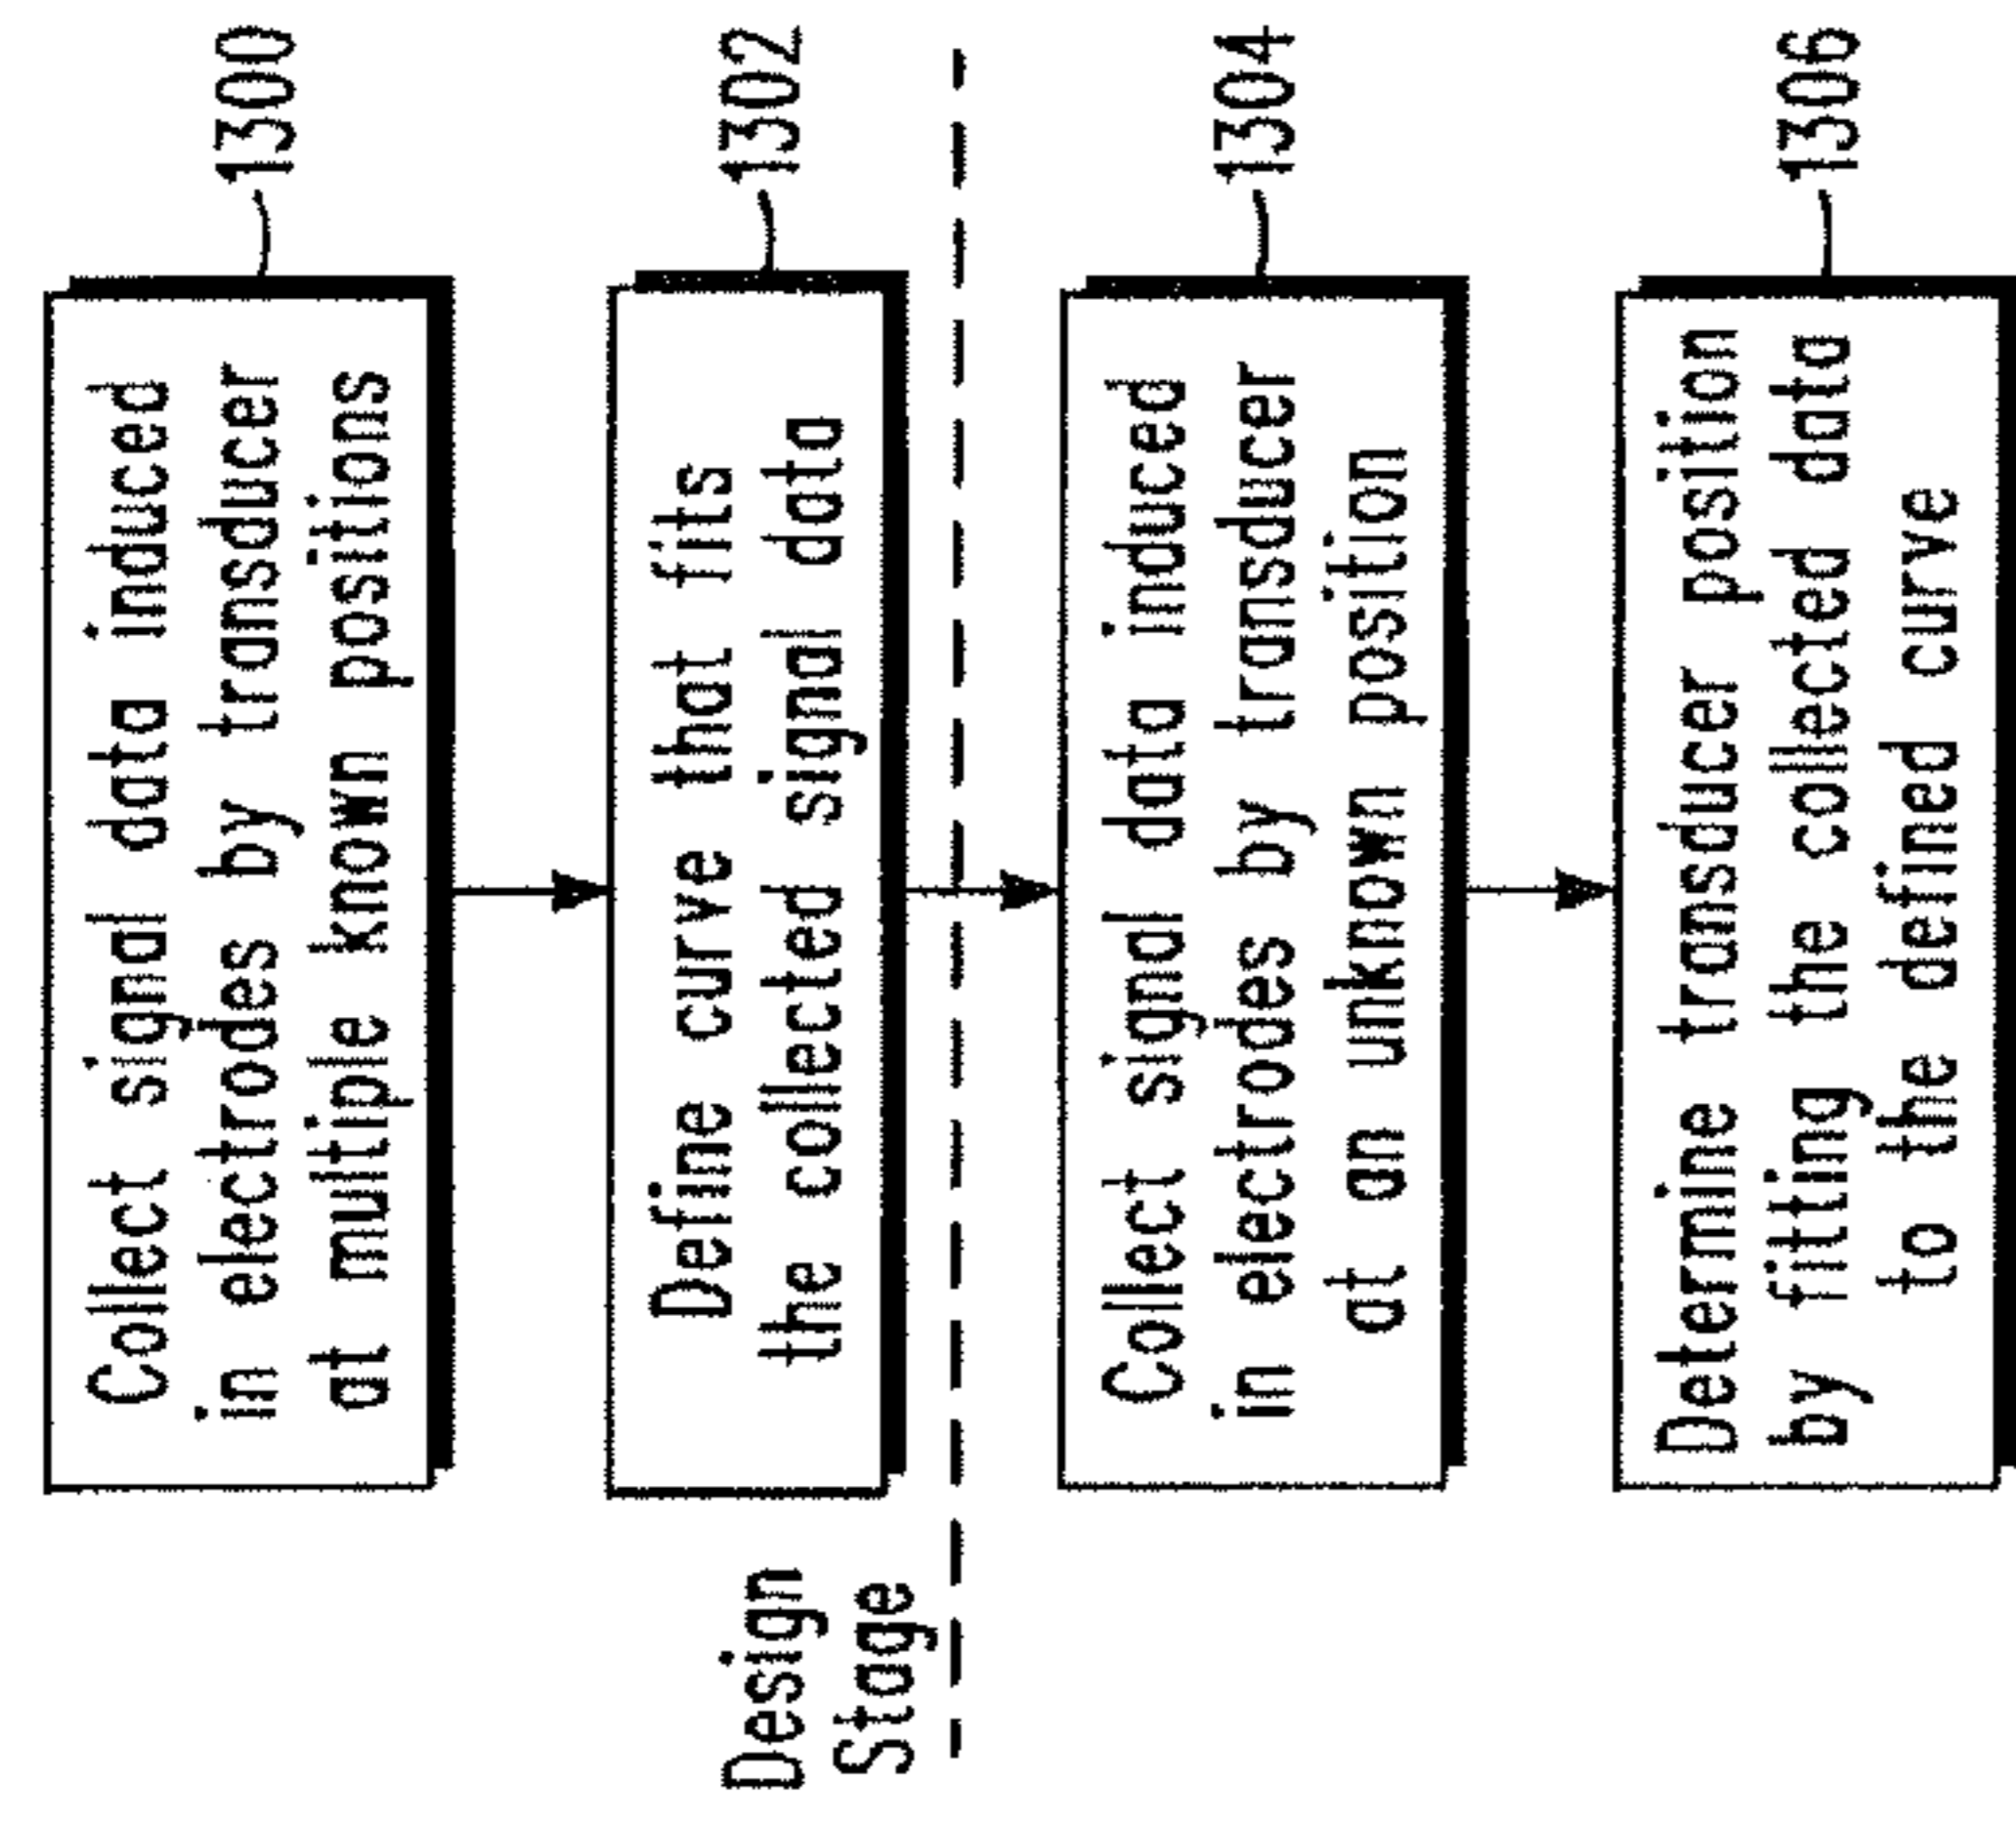 Collect signal data induced
in electrodes by transducer
at multiple known positions
1300
Define curve that fits
the collected signal data
1302
Design
Stage
Collect signal data induced
in electrodes by transducer
at an unknown position
1304
Determine transducer position
by fitting the collected data
to the defined curve
1306